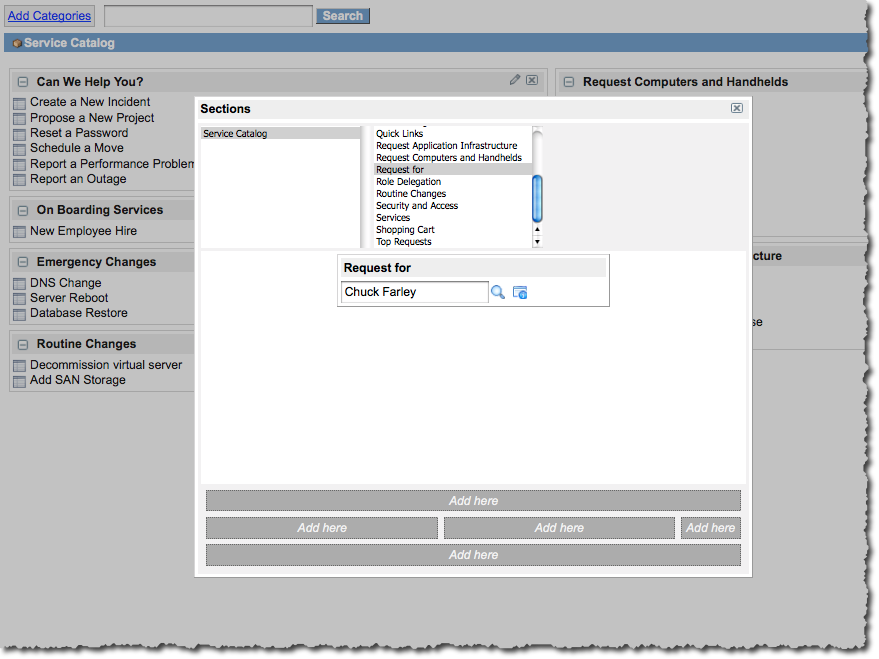 Add Categories
Search
Service Catalog
Can We Help You?
Create a New Incident
Propose a New Project
Reset a Password
Schedule a Move
Report a Performance Problem
Report an Outage
On Boarding Services
New Employee Hire
Emergency Changes
DNS Change
Server Reboot
Database Restore
Routine Changes
Decommission virtual server
Add SAN Storage
Request Computers and Handhelds
cture
se
Sections
Service Catalog
Quick Links
Request Application Infrastructure
Request Computers and Handhelds
Request for
Role Delegation
Routine Changes
Security and Access
Services
Shopping Cart
Top Requests
Request for
Chuck Farley
Add here
Add here Add here Add here
Add here